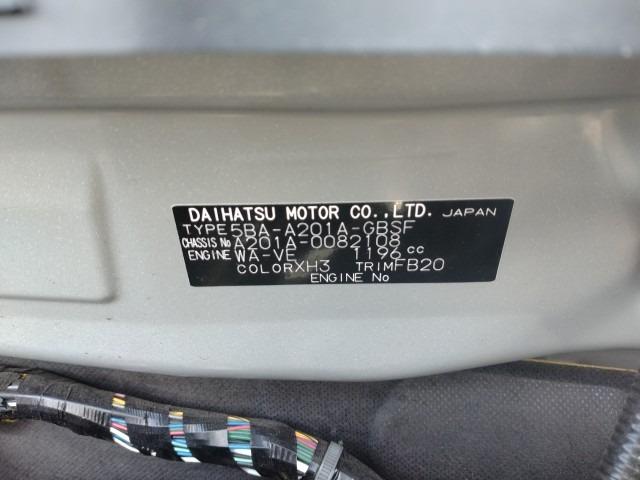 DAIHATSU MOTOR CO.,LTD. JAPAN
TYPE 5BA-A201A-GBSF
CHASSIS No A201A-0082108
ENGINE WA-VE 1196 cc
COLOR XH3 TRIM FB20
ENGINE No